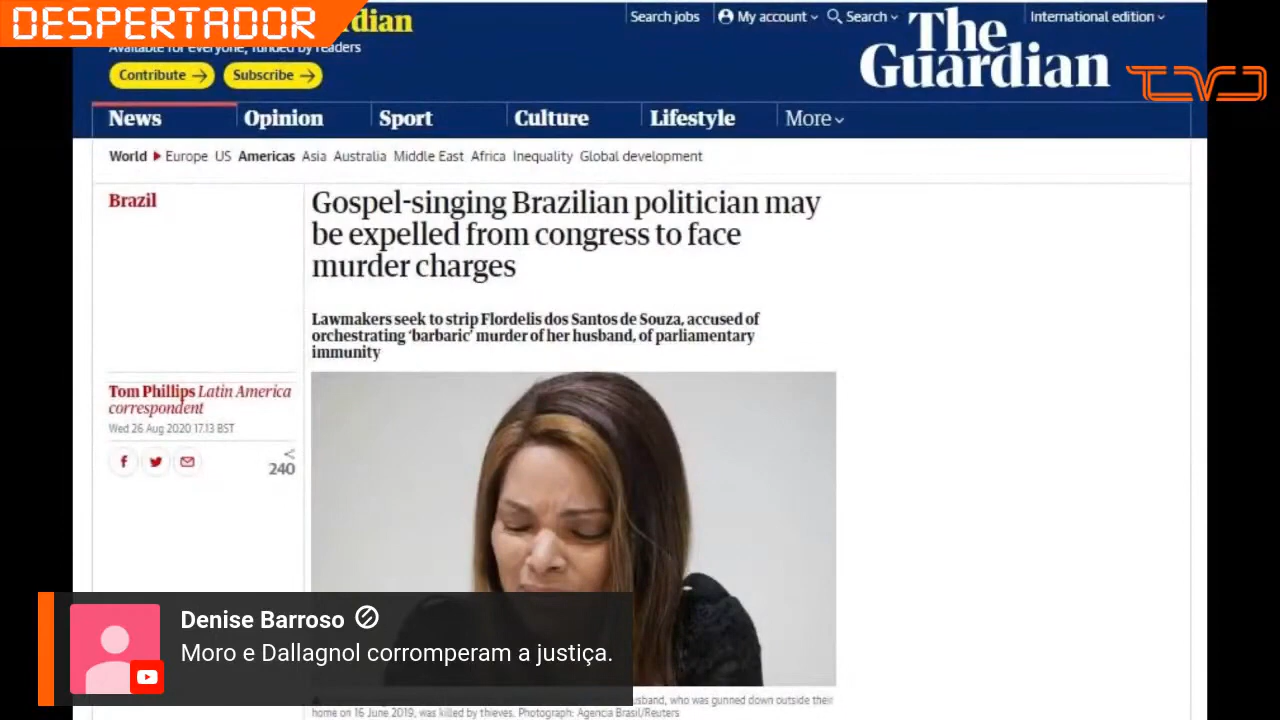 DESPERTADOR
dian
Available for everyone, funded by readers
Contribute →
Subscribe →
Search jobs
My account
Search
International edition
The
Guardian
TVJ
News
Opinion
Sport
Culture
Lifestyle
More
World
Europe US Americas Asia Australia Middle East Africa Inequality Global development
Brazil
Gospel-singing Brazilian politician may
be expelled from congress to face
murder charges
Lawmakers seek to strip Flordelis dos Santos de Souza, accused of
orchestrating ‘barbaric’ murder of her husband, of parliamentary
immunity
Tom Phillips Latin America
correspondent
Wed 26 Aug 2020 17.13 BST
240
Denise Barroso
Moro e Dallagnol corromperam a justiça.
sband, who was gunned down outside their
home on 16 June 2019, was killed by thieves. Photograph: Agencia Brasil/Reuters